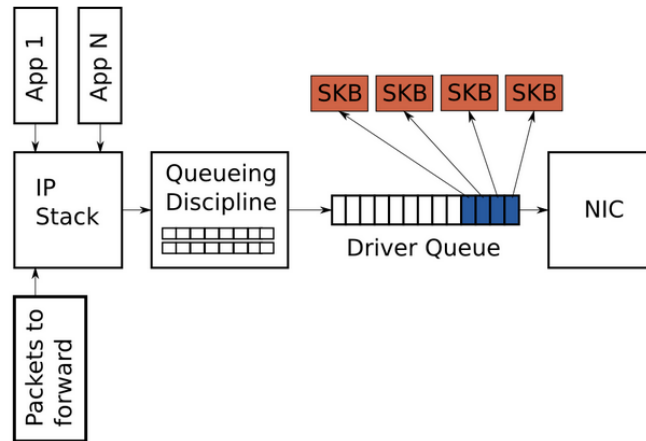 App 1
App N
SKB
SKB
SKB
SKB
IP
Stack
Queueing
Discipline
Driver Queue
NIC
Packets to
forward